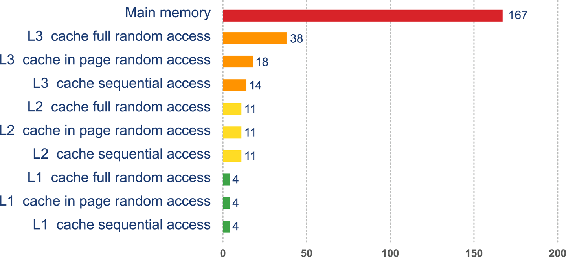 Main memory 167
L3 cache full random access 38
L3 cache in page random access 18
L3 cache sequential access 14
L2 cache full random access 11
L2 cache in page random access 11
L2 cache sequential access 11
L1 cache full random access 4
L1 cache in page random access 4
L1 cache sequential access 4
0 50 100 150 200